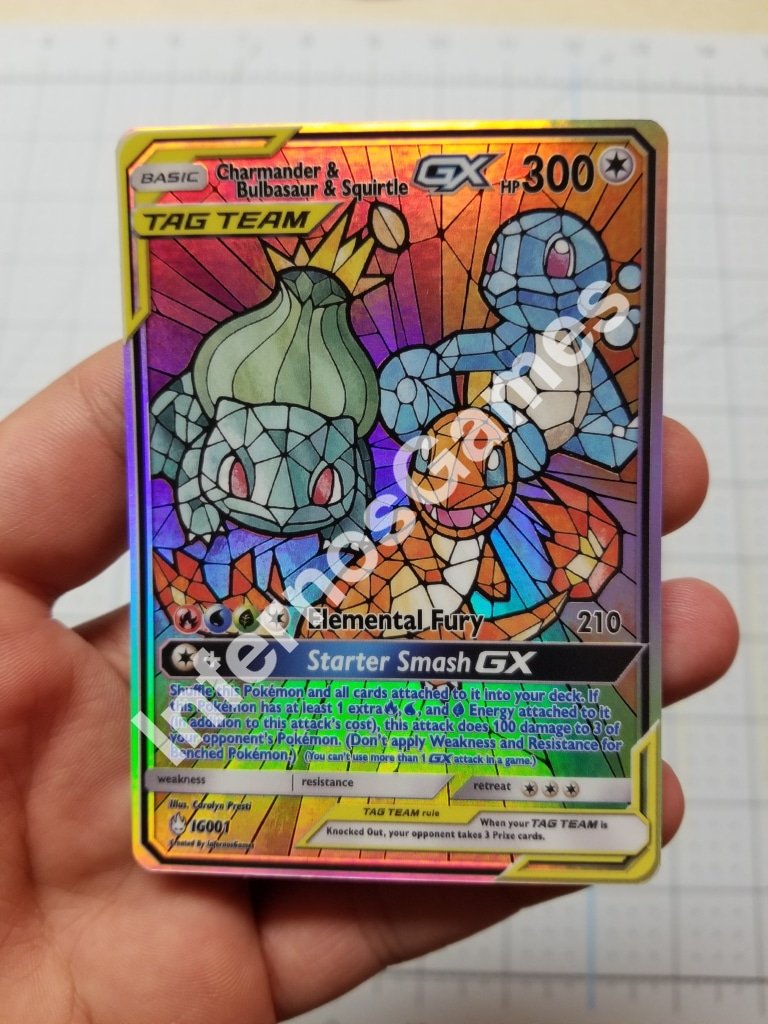 BASIC
Charmander &
Bulbasaur & Squirtle GX HP300
TAG TEAM
InfernosGames
Elemental Fury 210
Starter Smash GX
Shuffle this Pokémon and all cards attached to it into your deck. If
this Pokémon has at least 1 extra , , and Energy attached to it
(in addition to this attack's cost), this attack does 100 damage to 3 of
your opponent's Pokémon. (Don't apply Weakness and Resistance for
Benched Pokémon.) (You can't use more than 1 GX attack in a game.)
weakness resistance retreat
Illus. Carolyn Presti
IG001
Created by InfernosGames
TAG TEAM rule When your TAG TEAM is
Knocked Out, your opponent takes 3 Prize cards.